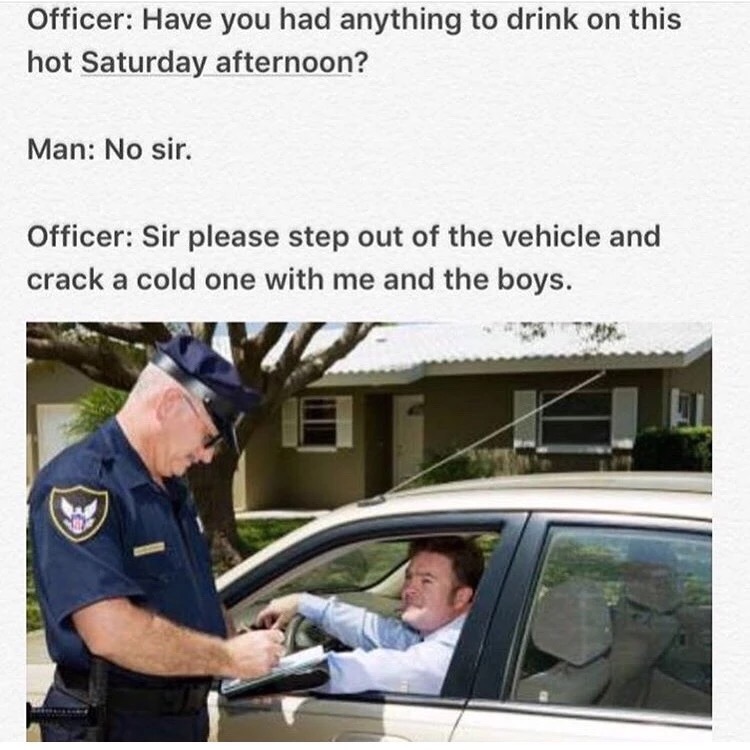 Officer: Have you had anything to drink on this
hot Saturday afternoon?
Man: No sir.
Officer: Sir please step out of the vehicle and
crack a cold one with me and the boys.